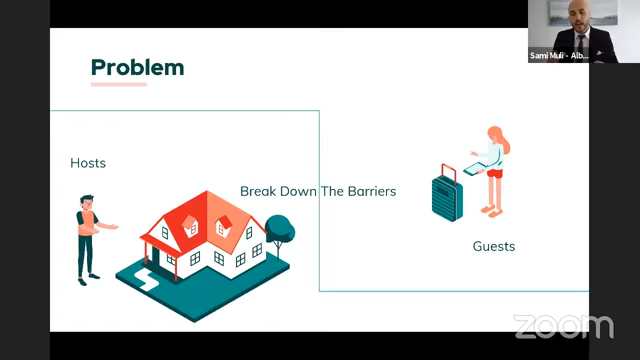 Problem
Sami Muli - Alb...
Hosts
Break Down The Barriers
Guests
zoom